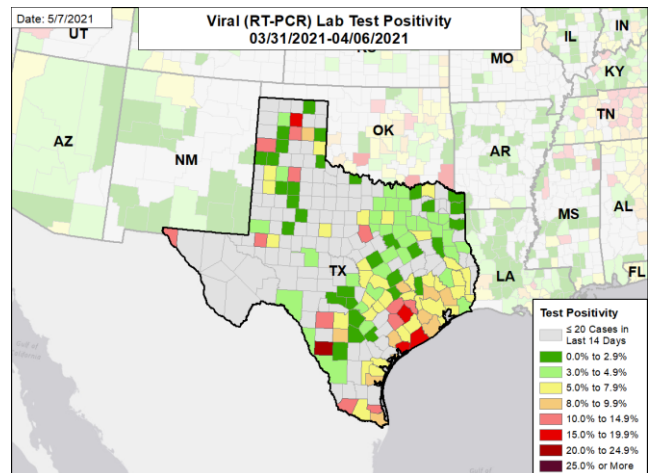 Date: 5/7/2021
Viral (RT-PCR) Lab Test Positivity
03/31/2021-04/06/2021
UT
MO
IL
IN
KY
TN
AZ
NM
OK
AR
MS
AL
TX
LA
FL
Test Positivity
≤ 20 Cases in
Last 14 Days
0.0% to 2.9%
3.0% to 4.9%
5.0% to 7.9%
8.0% to 9.9%
10.0% to 14.9%
15.0% to 19.9%
20.0% to 24.9%
25.0% or More